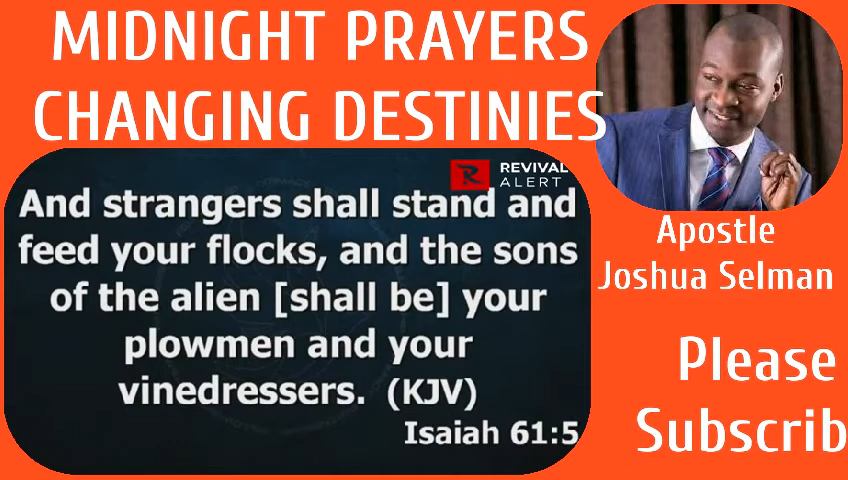 MIDNIGHT PRAYERS
CHANGING DESTINIES
REVIVAL
ALERT
And strangers shall stand and
feed your flocks, and the sons
of the alien [shall be] your
plowmen and your
vinedressers. (KJV)
Isaiah 61:5
Apostle
Joshua Selman
Please
Subscrib